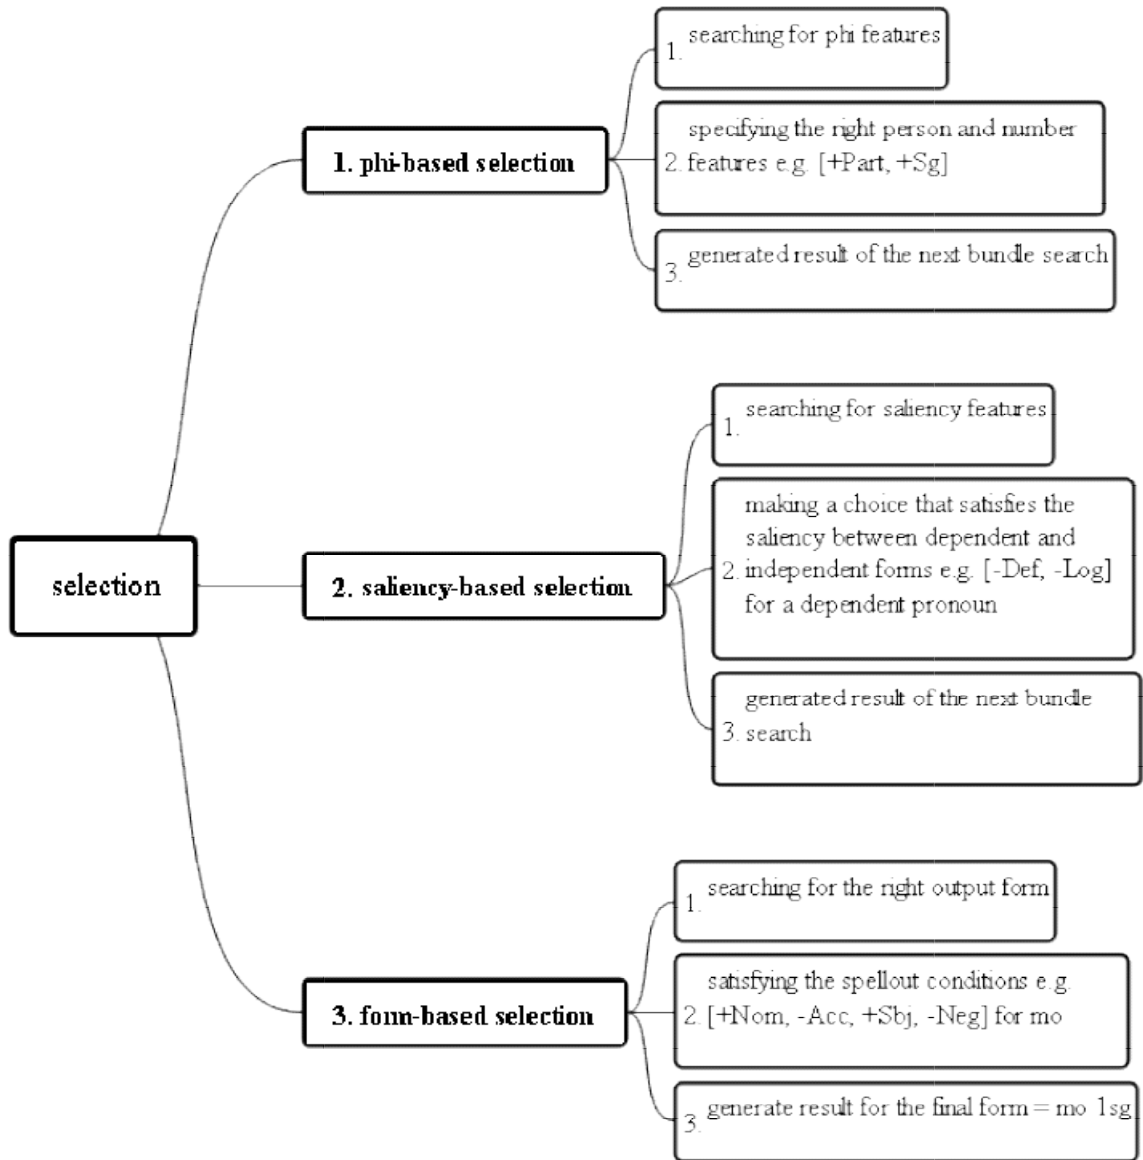 selection
1. phi-based selection
1. searching for phi features
2. specifying the right person and number
features e.g. [+Part, +Sg]
3. generated result of the next bundle search
2. saliency-based selection
1. searching for saliency features
2. making a choice that satisfies the
saliency between dependent and
independent forms e.g. [-Def, -Log]
for a dependent pronoun
3. generated result of the next bundle
search
3. form-based selection
1. searching for the right output form
2. satisfying the spellout conditions e.g.
[+Nom, -Acc, +Sbj, -Neg] for mo
3. generate result for the final form = mo 1sg